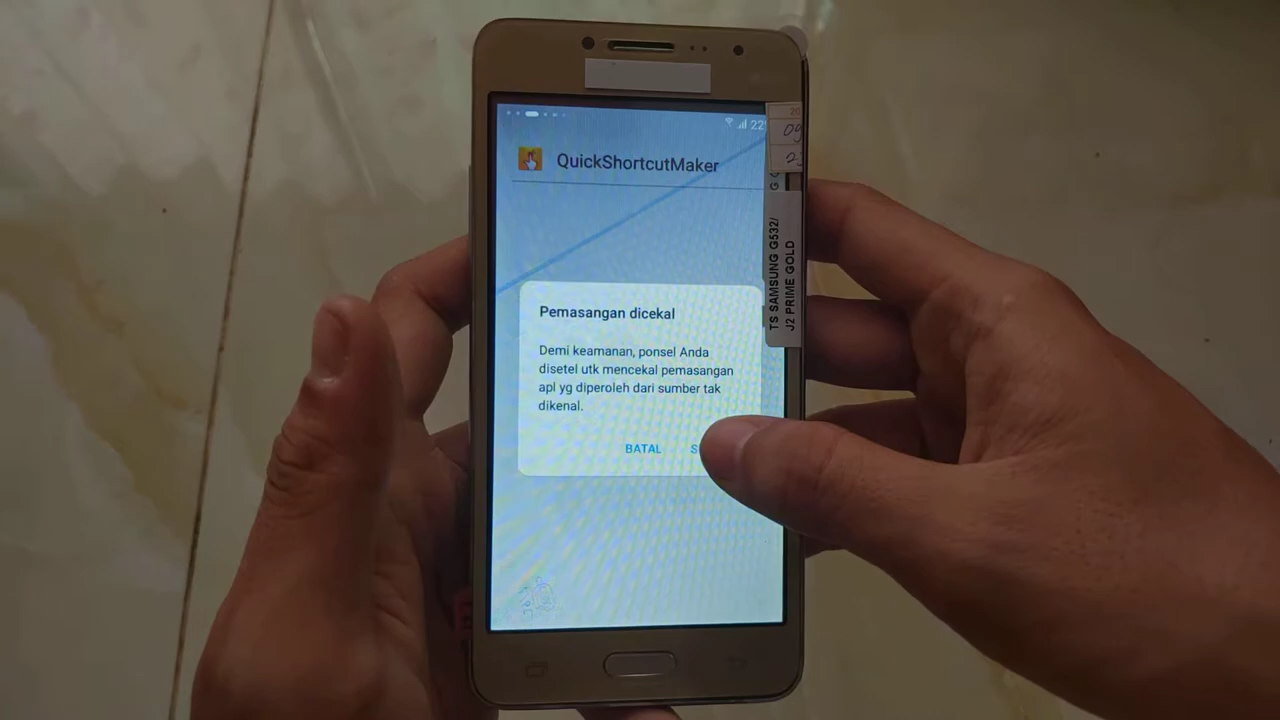 22
QuickShortcutMaker
Pemasangan dicekal
Demi keamanan, ponsel Anda
disetel utk mencekal pemasangan
apl yg diperoleh dari sumber tak
dikenal.
BATAL
TS SAMSUNG G532/
J2 PRIME GOLD